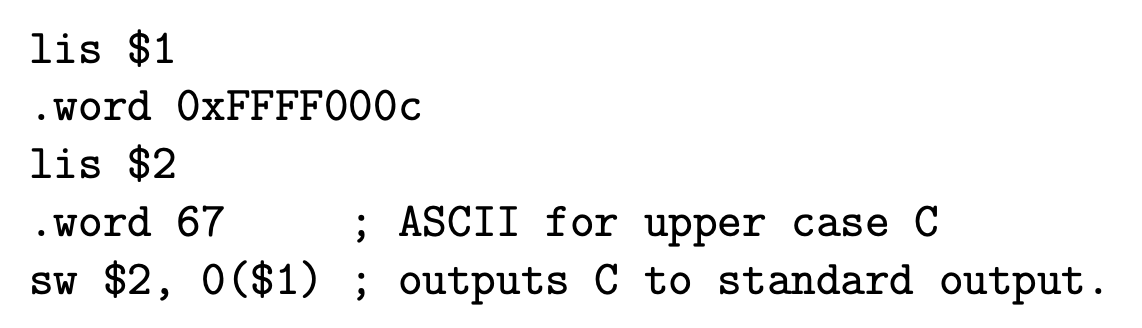 lis $1
.word 0xFFFF000c
lis $2
.word 67 ; ASCII for upper case C
sw $2, 0($1) ; outputs C to standard output.